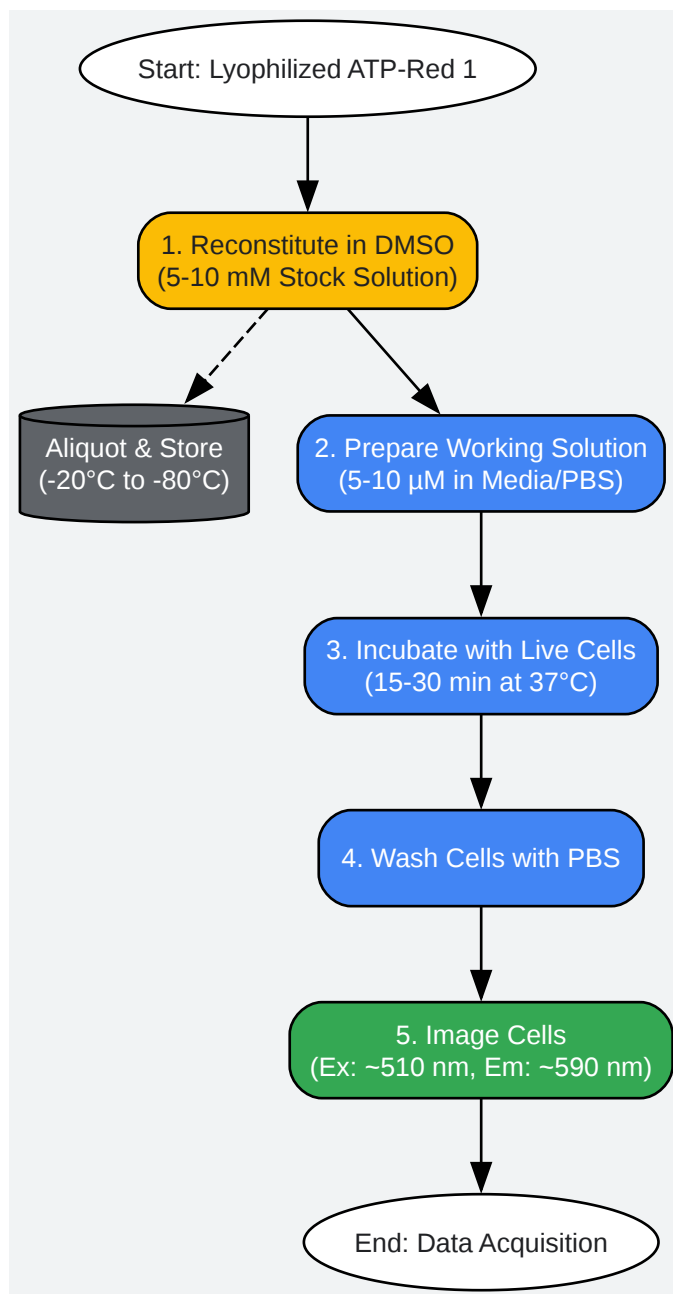 Start: Lyophilized ATP-Red 1
1. Reconstitute in DMSO
(5-10 mM Stock Solution)
Aliquot & Store
(-20°C to -80°C)
2. Prepare Working Solution
(5-10 µM in Media/PBS)
3. Incubate with Live Cells
(15-30 min at 37°C)
4. Wash Cells with PBS
5. Image Cells
(Ex: ~510 nm, Em: ~590 nm)
End: Data Acquisition